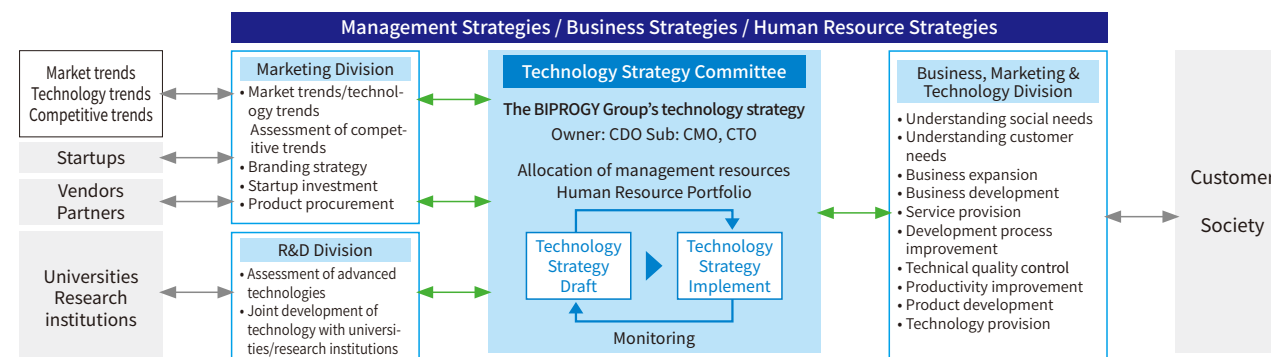 Management Strategies / Business Strategies / Human Resource Strategies
Market trends
Technology trends
Competitive trends
Startups
Vendors
Partners
Universities
Research
institutions
Marketing Division
• Market trends/technol-
ogy trends
Assessment of compet-
itive trends
• Branding strategy
• Startup investment
• Product procurement
R&D Division
• Assessment of advanced
technologies
• Joint development of
technology with universi-
ties/research institutions
Technology Strategy Committee
The BIPROGY Group’s technology strategy
Owner: CDO Sub: CMO, CTO
Allocation of management resources
Human Resource Portfolio
Technology
Strategy
Draft
Technology
Strategy
Implement
Monitoring
Business, Marketing &
Technology Division
• Understanding social needs
• Understanding customer
needs
• Business expansion
• Business development
• Service provision
• Development process
improvement
• Technical quality control
• Productivity improvement
• Product development
• Technology provision
Customer
Society